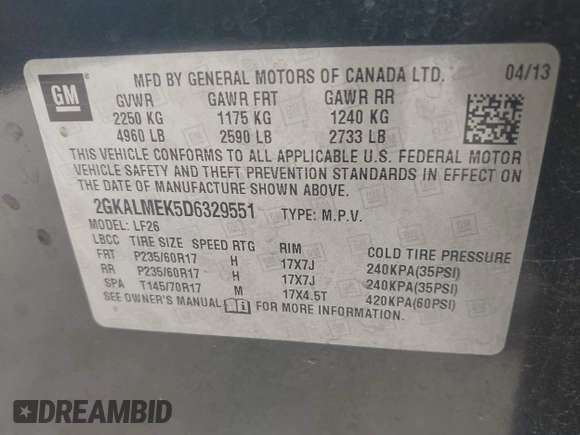 GM
MFD BY GENERAL MOTORS OF CANADA LTD. 04/13
GVWR GAWR FRT GAWR RR
2250 KG 1175 KG 1240 KG
4960 LB 2590 LB 2733 LB
THIS VEHICLE CONFORMS TO ALL APPLICABLE U.S. FEDERAL MOTOR
VEHICLE SAFETY AND THEFT PREVENTION STANDARDS IN EFFECT ON
THE DATE OF MANUFACTURE SHOWN ABOVE.
2GKALMEK5D6329551 TYPE: M.P.V.
MODEL: LF26
LBCC TIRE SIZE SPEED RTG RIM COLD TIRE PRESSURE
FRT P235/60R17 H 17X7J 240KPA(35PSI)
RR P235/60R17 H 17X7J 240KPA(35PSI)
SPA T145/70R17 M 17X4.5T 420KPA(60PSI)
SEE OWNER'S MANUAL FOR MORE INFORMATION.
DREAMBID